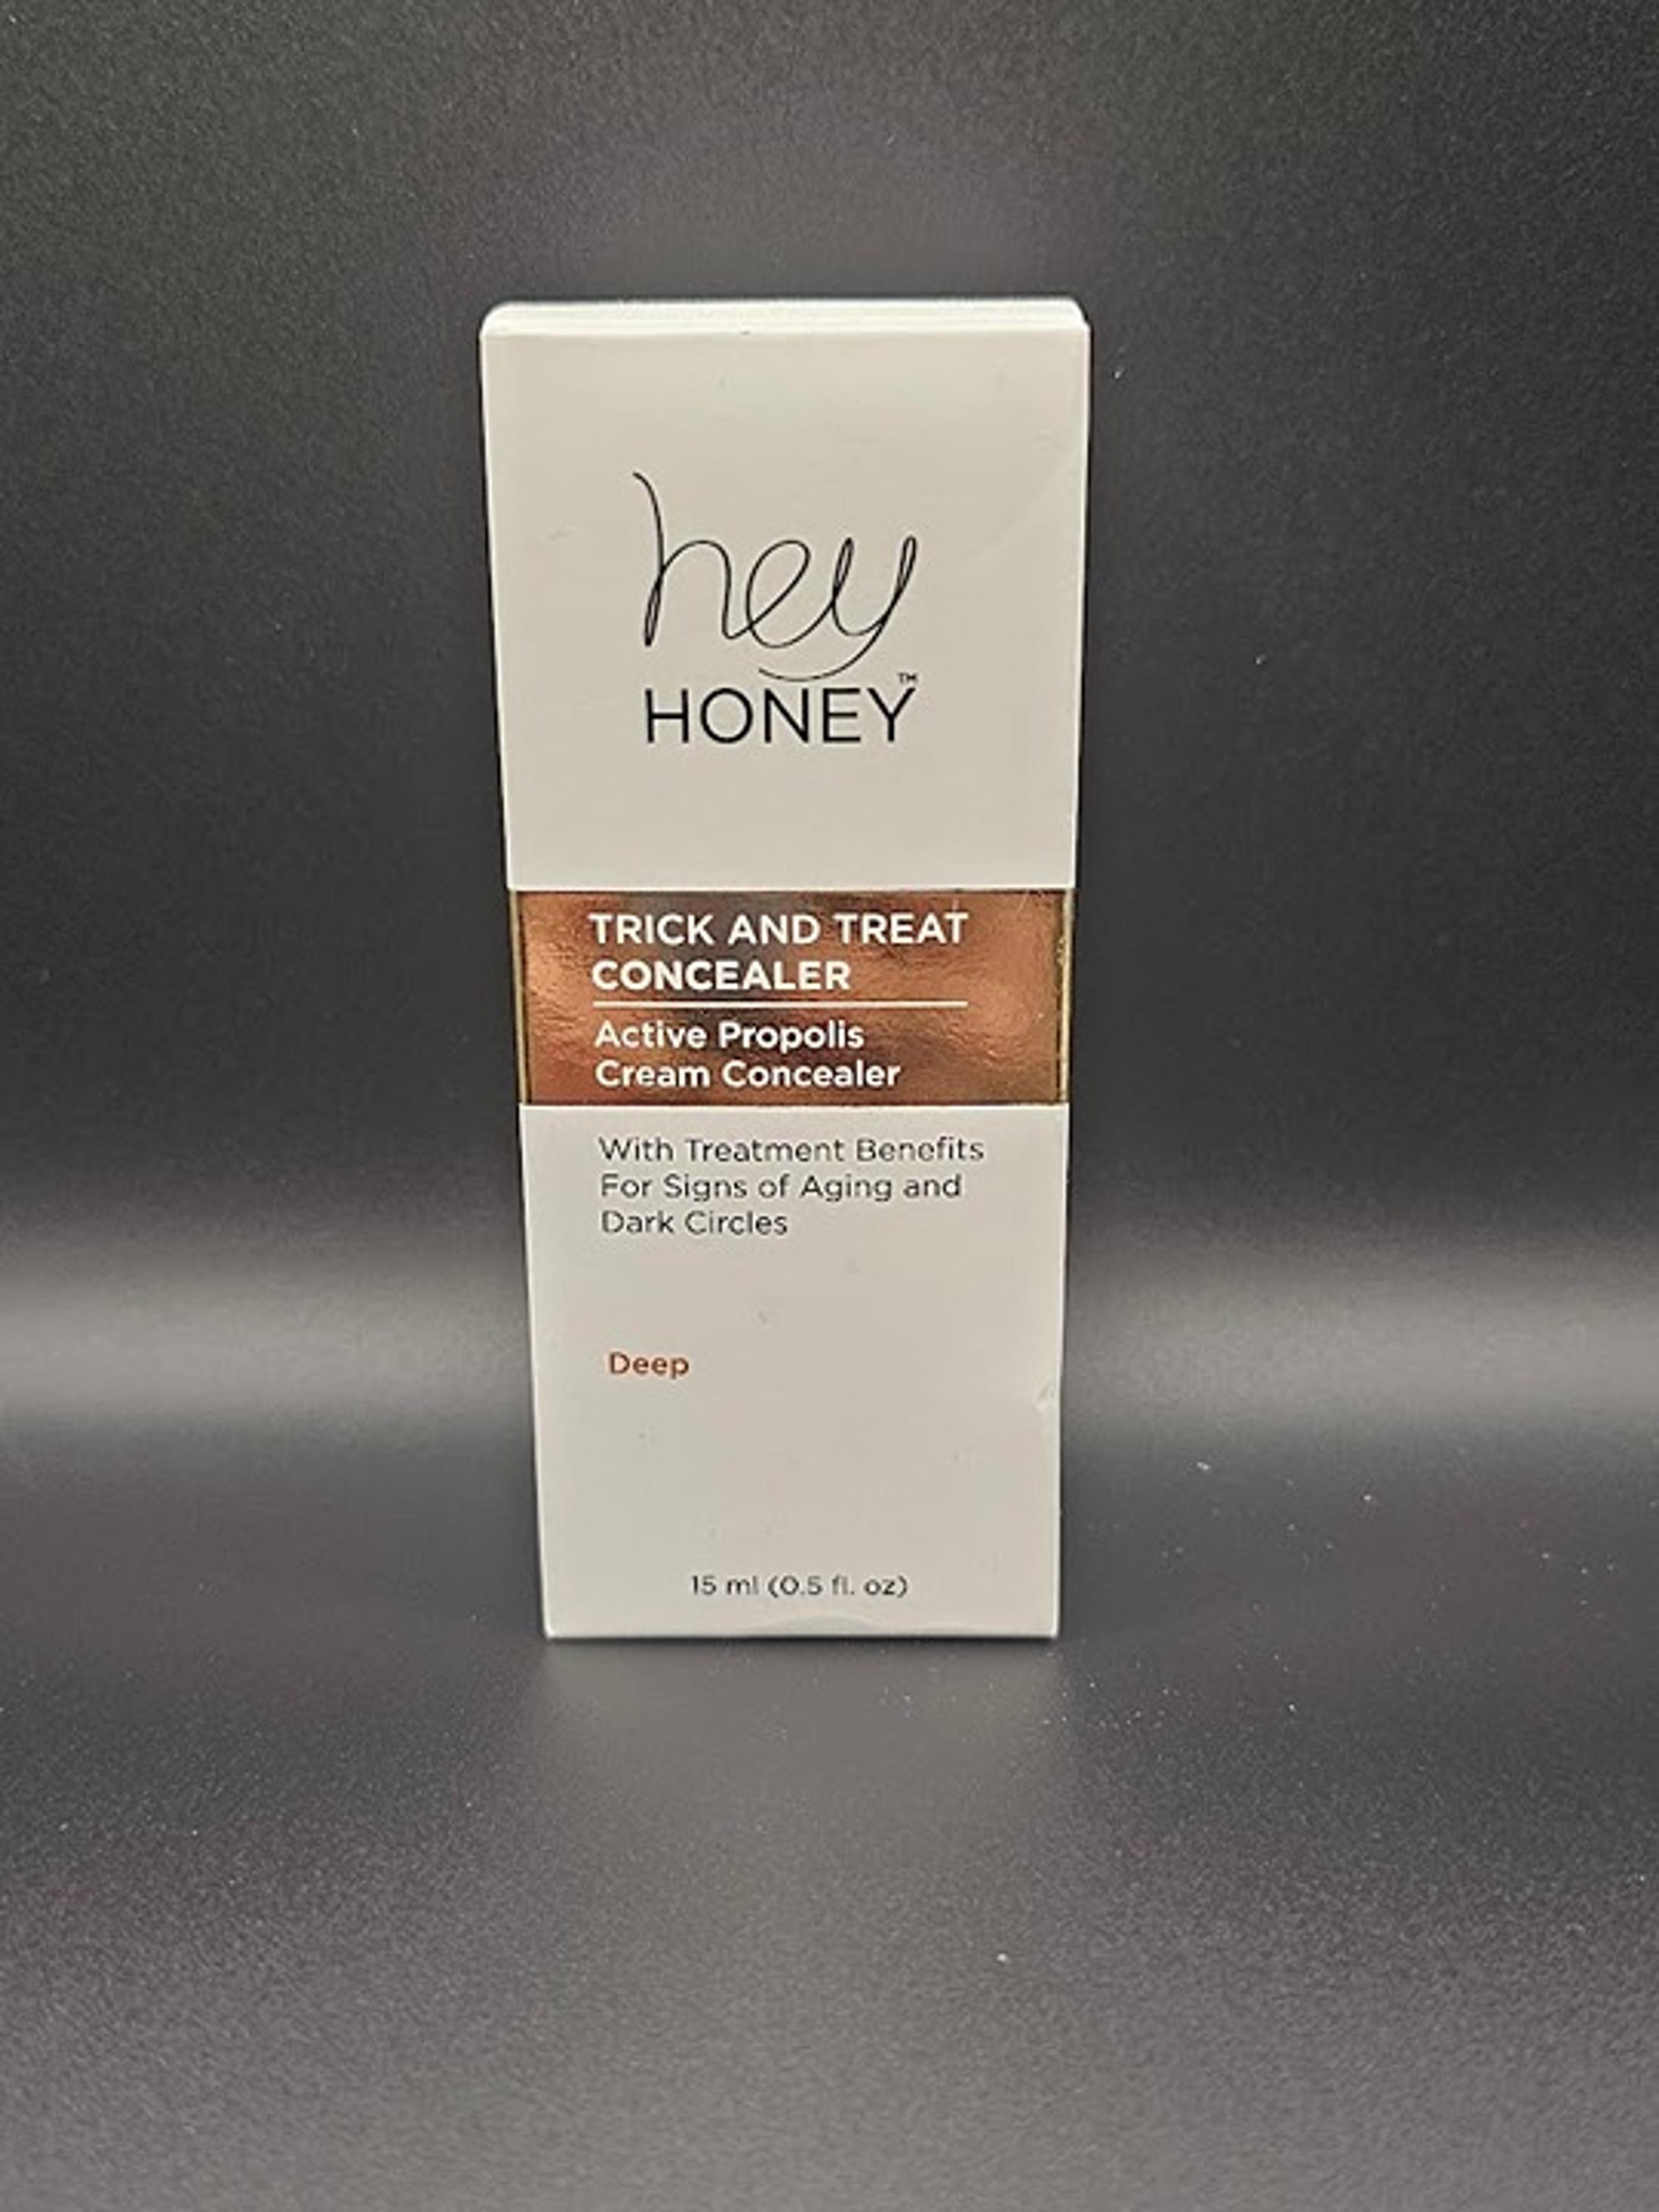 hey
HONEY™
TRICK AND TREAT
CONCEALER
Active Propolis
Cream Concealer
With Treatment Benefits
For Signs of Aging and
Dark Circles
Deep
15 ml (0.5 fl. oz)